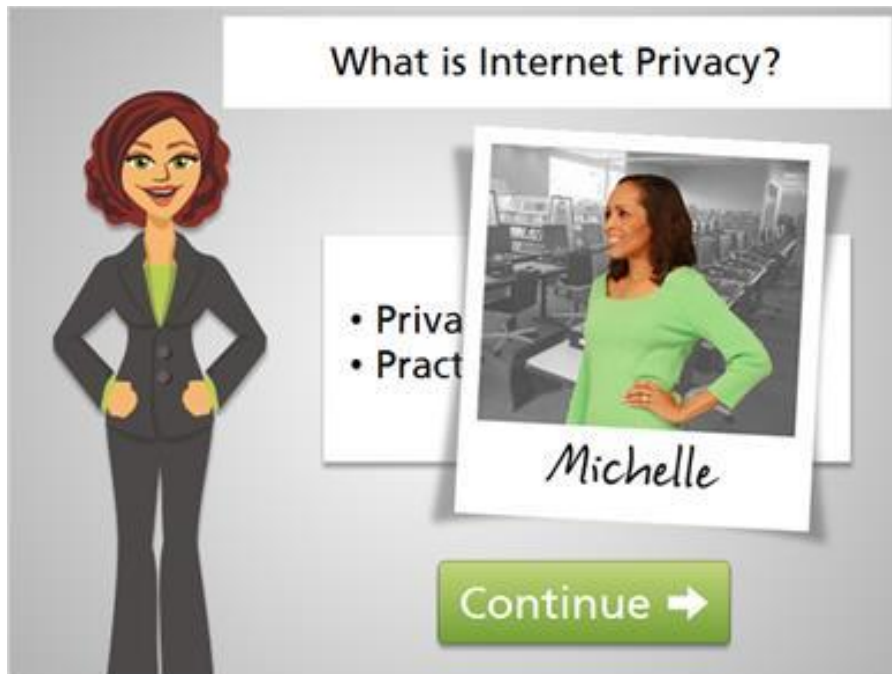 What is Internet Privacy?
• Priva
• Pract
Michelle
Continue